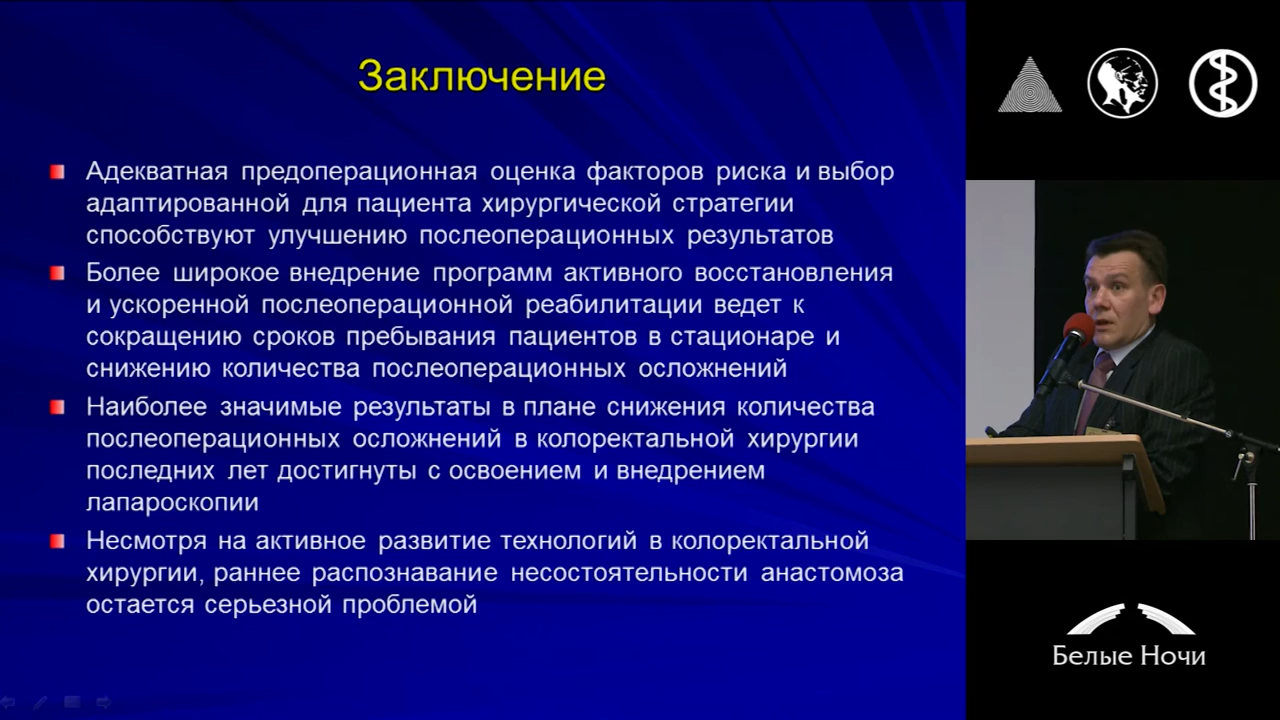 Заключение
Адекватная предоперационная оценка факторов риска и выбор
адаптированной для пациента хирургической стратегии
способствуют улучшению послеоперационных результатов
Более широкое внедрение программ активного восстановления
и ускоренной послеоперационной реабилитации ведет к
сокращению сроков пребывания пациентов в стационаре и
снижению количества послеоперационных осложнений
Наиболее значимые результаты в плане снижения количества
послеоперационных осложнений в колоректальной хирургии
последних лет достигнуты с освоением и внедрением
лапароскопии
Несмотря на активное развитие технологий в колоректальной
хирургии, раннее распознавание несостоятельности анастомоза
остается серьезной проблемой
Белые Ночи